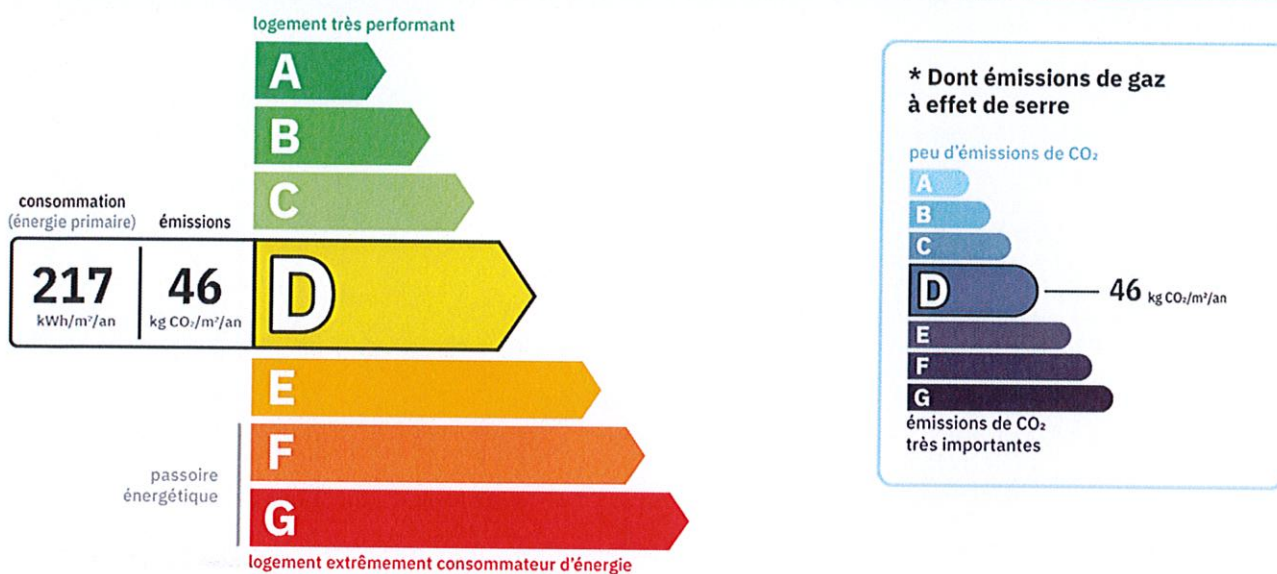 logement très performant
A
B
C
consommation
(énergie primaire)
émissions
217
kWh/m²/an
46
kg CO₂/m²/an
D
E
F
G
passoire
énergétique
logement extrêmement consommateur d'énergie
* Dont émissions de gaz
à effet de serre
peu d'émissions de CO₂
A
B
C
D
46 kg CO₂/m²/an
E
F
G
émissions de CO₂
très importantes